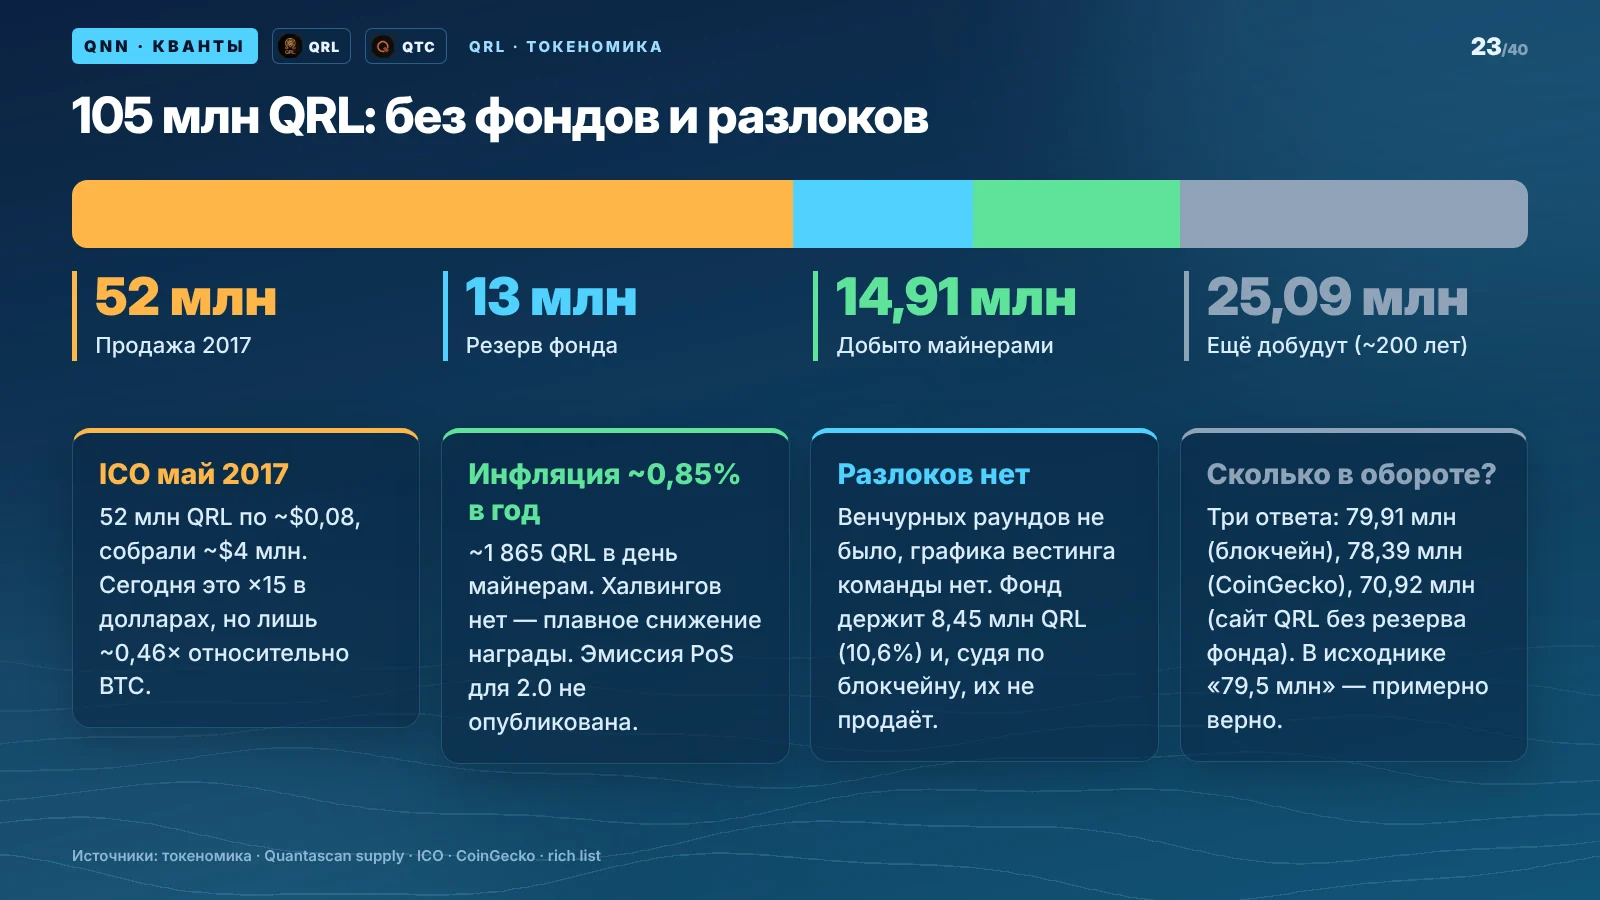 QNN · КВАНТЫ
QRL
QTC
QRL · ТОКЕНОМИКА
23/40
105 млн QRL: без фондов и разлоков
52 млн
Продажа 2017
13 млн
Резерв фонда
14,91 млн
Добыто майнерами
25,09 млн
Ещё добудут (~200 лет)
ICO май 2017
52 млн QRL по ~$0,08,
собрали ~$4 млн.
Сегодня это ×15 в
долларах, но лишь
~0,46× относительно
BTC.
Инфляция ~0,85%
в год
~1 865 QRL в день
майнерам. Халвингов
нет — плавное снижение
награды. Эмиссия PoS
для 2.0 не
опубликована.
Разлоков нет
Венчурных раундов не
было, графика вестинга
команды нет. Фонд
держит 8,45 млн QRL
(10,6%) и, судя по
блокчейну, их не
продаёт.
Сколько в обороте?
Три ответа: 79,91 млн
(блокчейн), 78,39 млн
(CoinGecko), 70,92 млн
(сайт QRL без резерва
фонда). В исходнике
«79,5 млн» — примерно
верно.
Источники: токеномика · Quantascan supply · ICO · CoinGecko · rich list